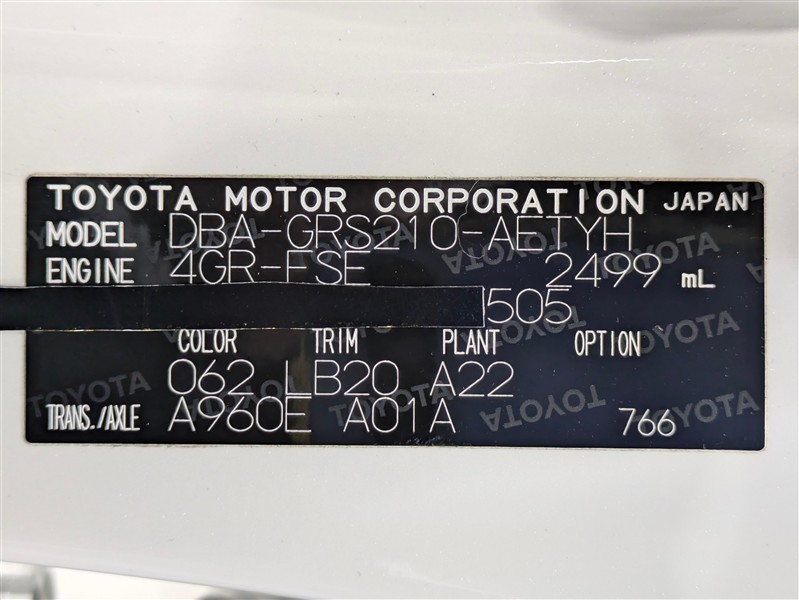 TOYOTA MOTOR CORPORATION JAPAN
MODEL DBA-GRS210-AETYH
ENGINE 4GR-FSE 2499 mL
505
COLOR TRIM PLANT OPTION
062 LB20 A22
TRANS./AXLE A960E A01A 766